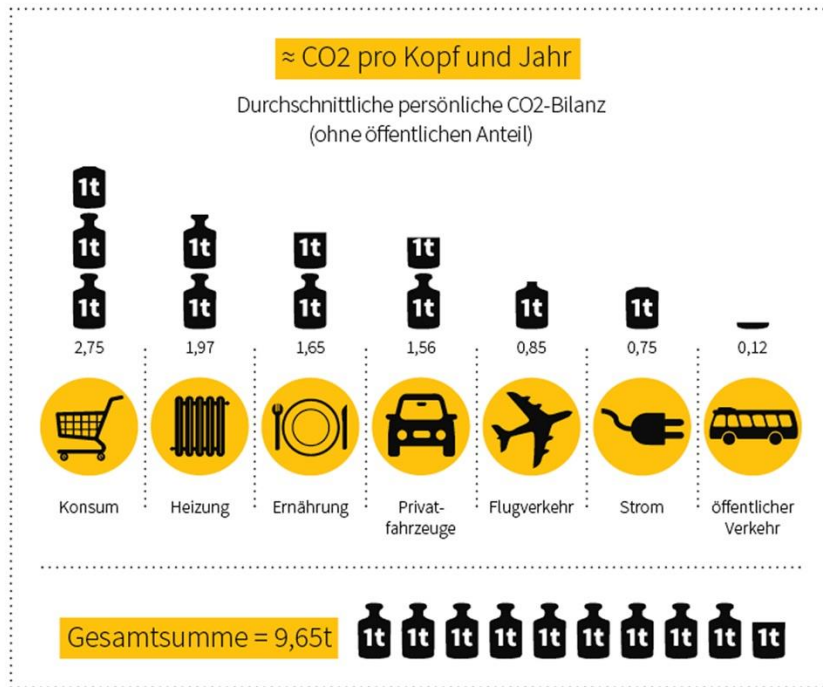 ≈ CO2 pro Kopf und Jahr
Durchschnittliche persönliche CO2-Bilanz
(ohne öffentlichen Anteil)
1t
1t 1t 1t 1t
1t 1t 1t 1t 1t 1t
2,75 1,97 1,65 1,56 0,85 0,75 0,12
Konsum Heizung Ernährung Privat- Flugverkehr Strom öffentlicher
fahrzeuge Verkehr
Gesamtsumme = 9,65t 1t 1t 1t 1t 1t 1t 1t 1t 1t 1t